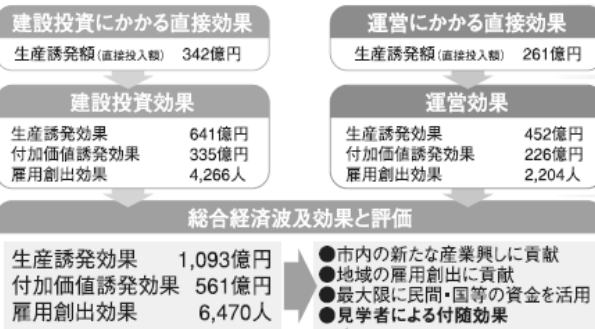 建設投資にかかる直接効果
生産誘発額(直接投入額) 342億円
建設投資効果
生産誘発効果 641億円
付加価値誘発効果 335億円
雇用創出効果 4,266人
運営にかかる直接効果
生産誘発額(直接投入額) 261億円
運営効果
生産誘発効果 452億円
付加価値誘発効果 226億円
雇用創出効果 2,204人
総合経済波及効果と評価
生産誘発効果 1,093億円
付加価値誘発効果 561億円
雇用創出効果 6,470人
●市内の新たな産業興しに貢献
●地域の雇用創出に貢献
●最大限に民間・国等の資金を活用
●見学者による付随効果